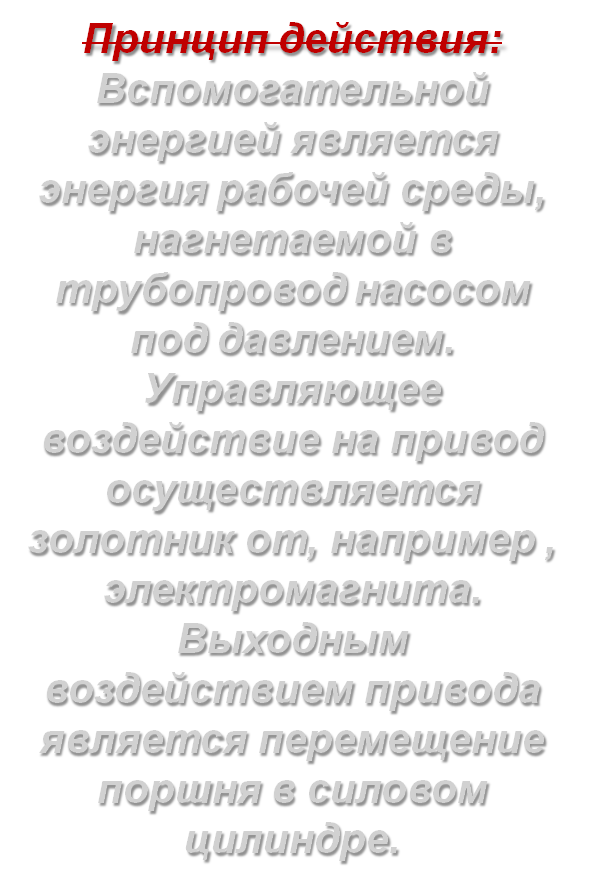 Принцип действия:
Вспомогательной
энергией является
энергия рабочей среды,
нагнетаемой в
трубопровод насосом
под давлением.
Управляющее
воздействие на привод
осуществляется
золотник от, например ,
электромагнита.
Выходным
воздействием привода
является перемещение
поршня в силовом
цилиндре.